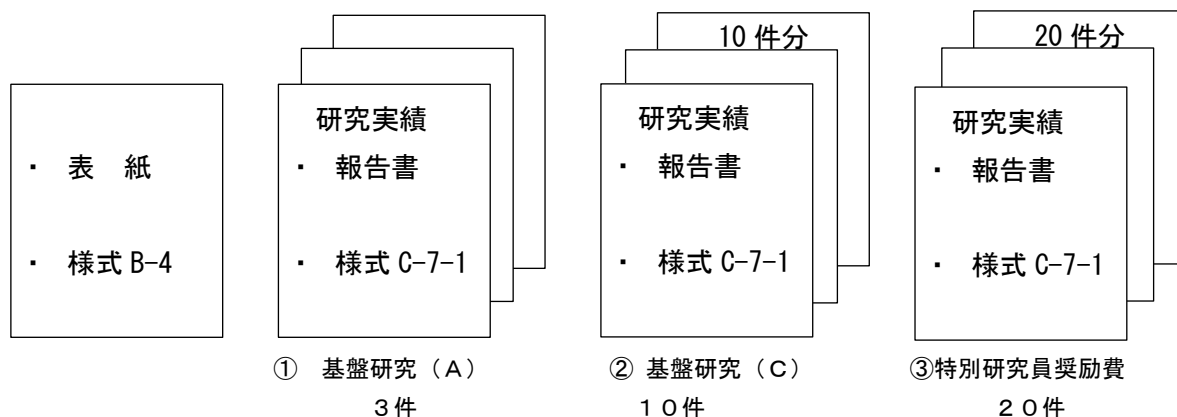 ・ 表 紙
・ 様式 B-4
研究実績
・ 報告書
・ 様式 C-7-1
① 基盤研究（A）
3件
10 件分
研究実績
・ 報告書
・ 様式 C-7-1
② 基盤研究（C）
１０件
20 件分
研究実績
・ 報告書
・ 様式 C-7-1
③特別研究員奨励費
２０件